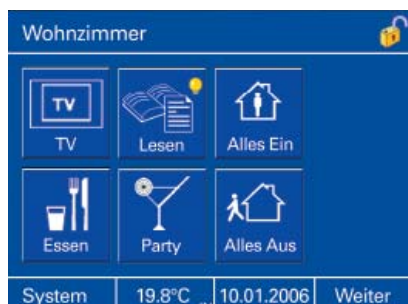 Wohnzimmer
TV
TV Lesen Alles Ein
Essen Party Alles Aus
System 19.8°C 10.01.2006 Weiter